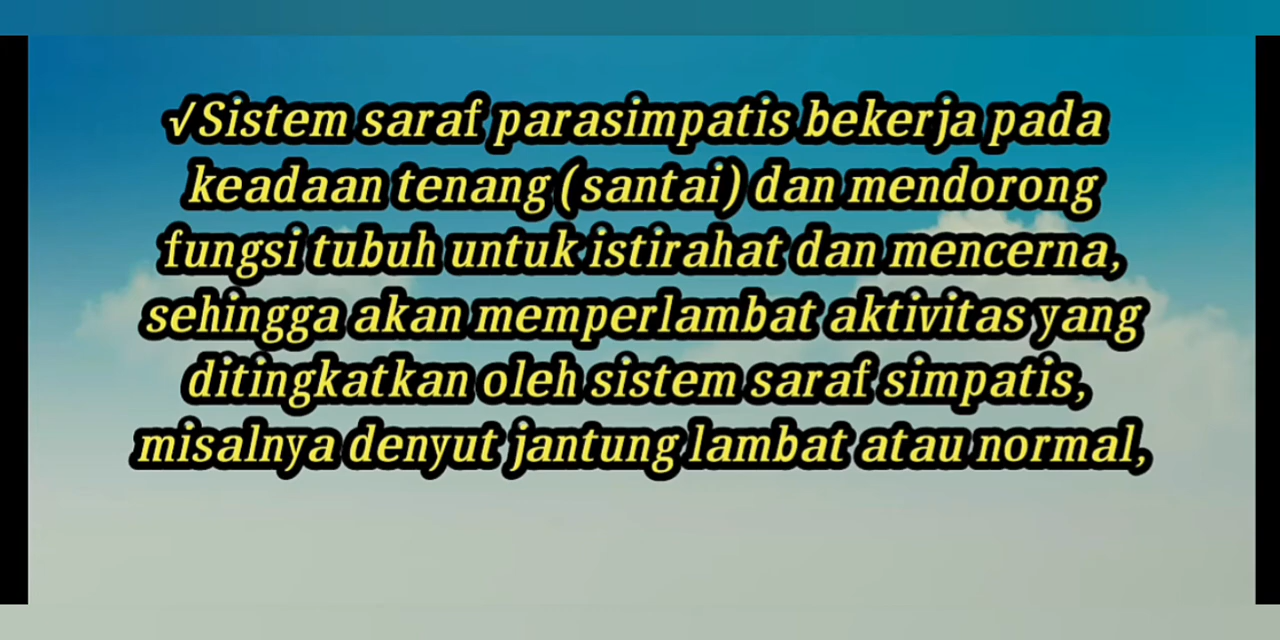 ✓Sistem saraf parasimpatis bekerja pada
keadaan tenang (santai) dan mendorong
fungsi tubuh untuk istirahat dan mencerna,
sehingga akan memperlambat aktivitas yang
ditingkatkan oleh sistem saraf simpatis,
misalnya denyut jantung lambat atau normal,